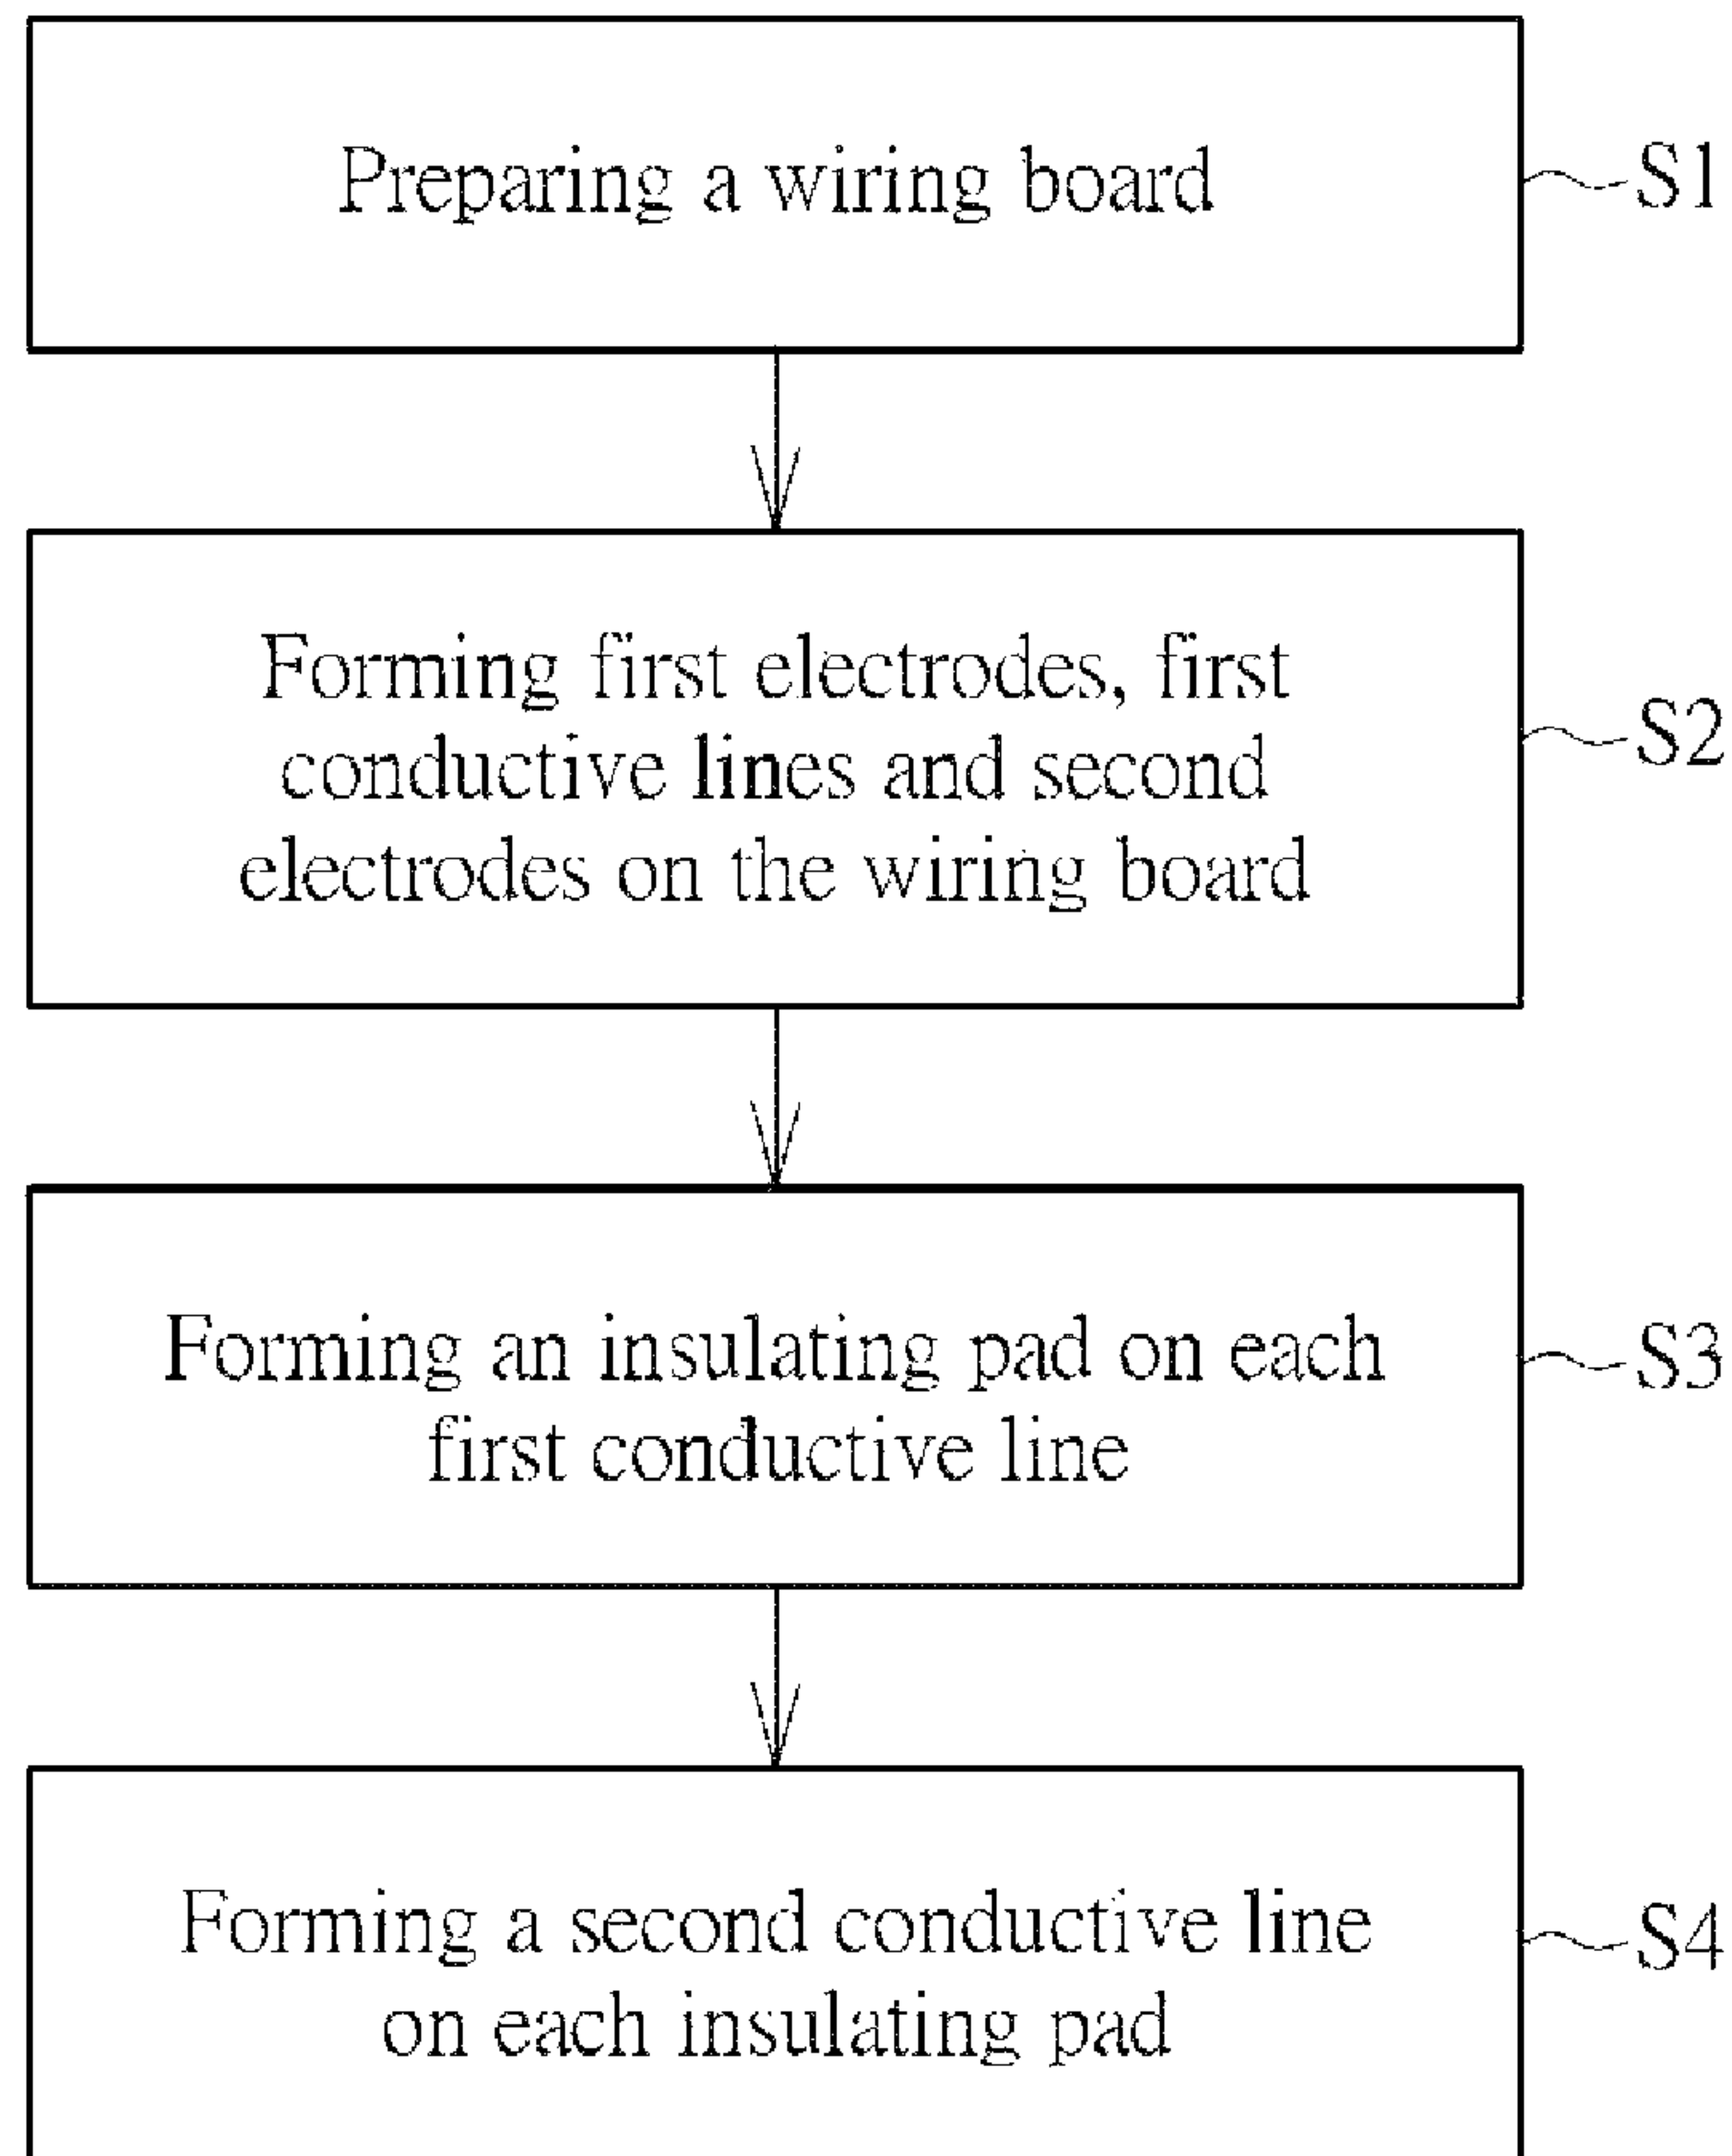 Preparing a wiring board
S1
Forming first electrodes, first
conductive lines and second
electrodes on the wiring board
S2
Forming an insulating pad on each
first conductive line
S3
Forming a second conductive line
on each insulating pad
S4